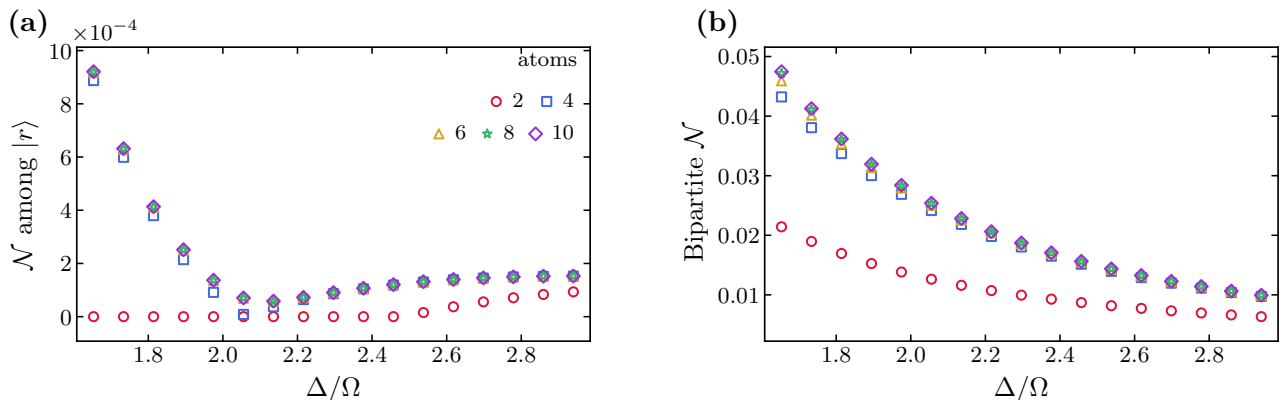 (a)
×10⁻⁴
𝒩 among |r⟩
10
8
6
4
2
0
1.8 2.0 2.2 2.4 2.6 2.8
Δ/Ω
atoms
2 4
6 8 10
(b)
Bipartite 𝒩
0.05
0.04
0.03
0.02
0.01
1.8 2.0 2.2 2.4 2.6 2.8
Δ/Ω